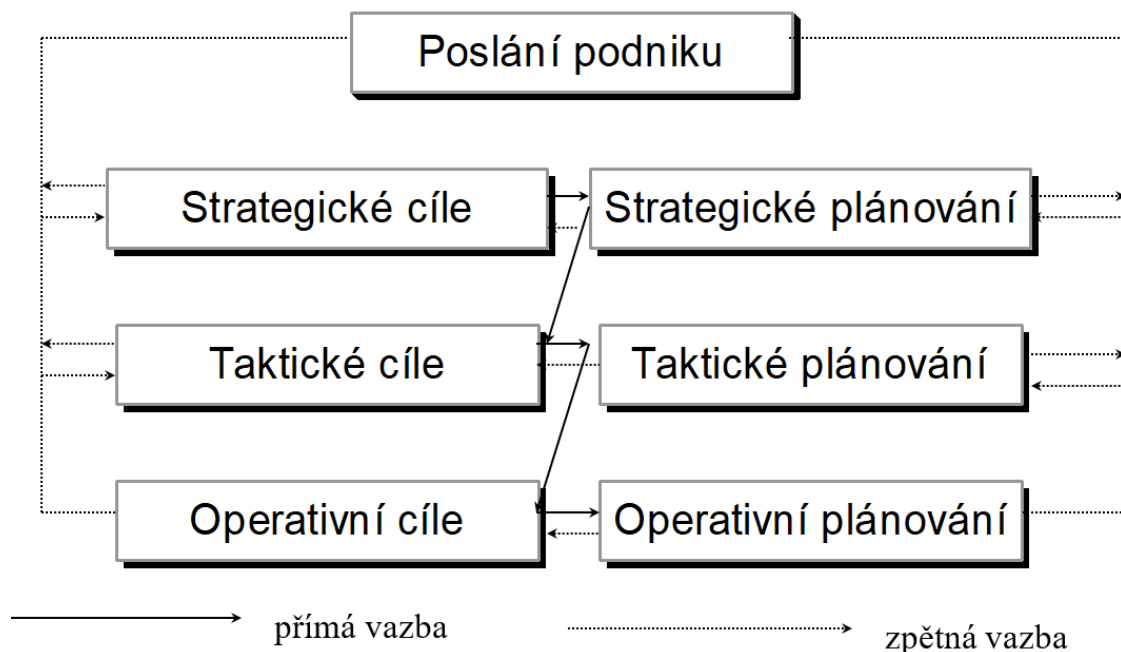 Poslání podniku
Strategické cíle
Strategické plánování
Taktické cíle
Taktické plánování
Operativní cíle
Operativní plánování
přímá vazba
zpětná vazba